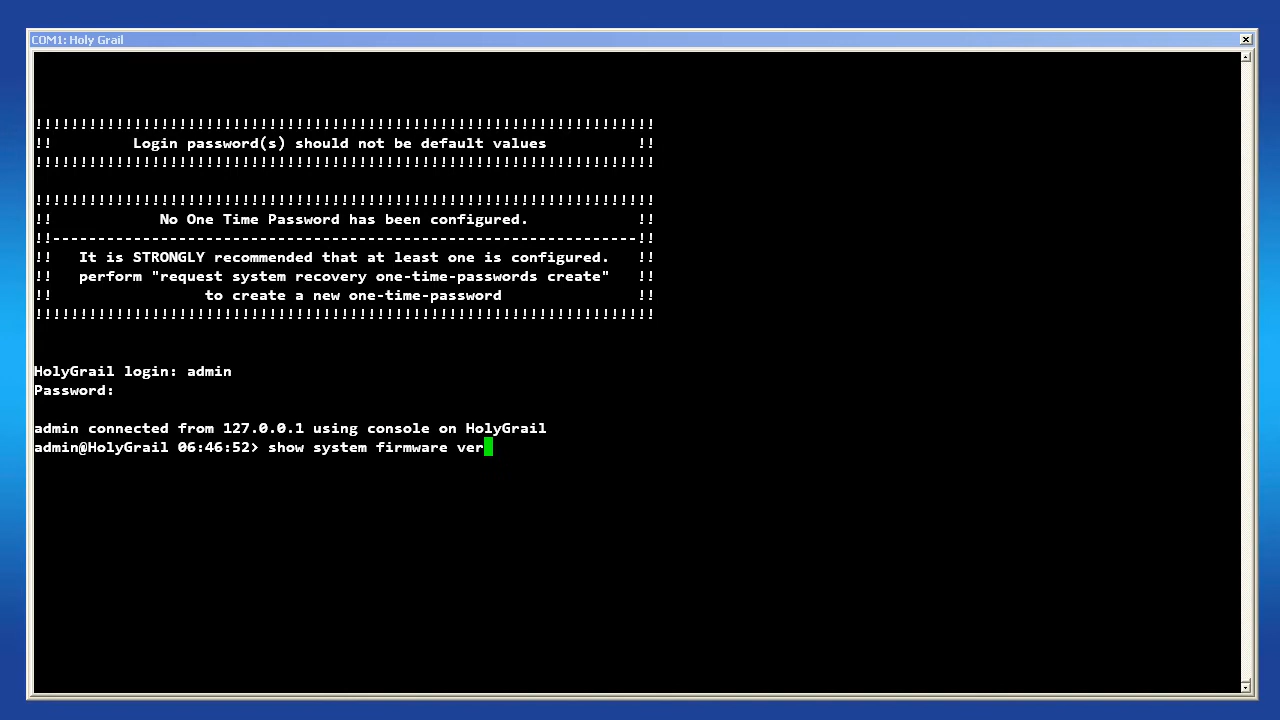 COM1: Holy Grail
!!!!!!!!!!!!!!!!!!!!!!!!!!!!!!!!!!!!!!!!!!!!!!!!!!!!!!!!!!!!!!!!!!!!!
!!         Login password(s) should not be default values          !!
!!!!!!!!!!!!!!!!!!!!!!!!!!!!!!!!!!!!!!!!!!!!!!!!!!!!!!!!!!!!!!!!!!!!!
!!!!!!!!!!!!!!!!!!!!!!!!!!!!!!!!!!!!!!!!!!!!!!!!!!!!!!!!!!!!!!!!!!!!!
!!            No One Time Password has been configured.            !!
!!-----------------------------------------------------------------!!
!!   It is STRONGLY recommended that at least one is configured.   !!
!!   perform "request system recovery one-time-passwords create"   !!
!!                 to create a new one-time-password               !!
!!!!!!!!!!!!!!!!!!!!!!!!!!!!!!!!!!!!!!!!!!!!!!!!!!!!!!!!!!!!!!!!!!!!!
HolyGrail login: admin
Password:
admin connected from 127.0.0.1 using console on HolyGrail
admin@HolyGrail 06:46:52> show system firmware ver